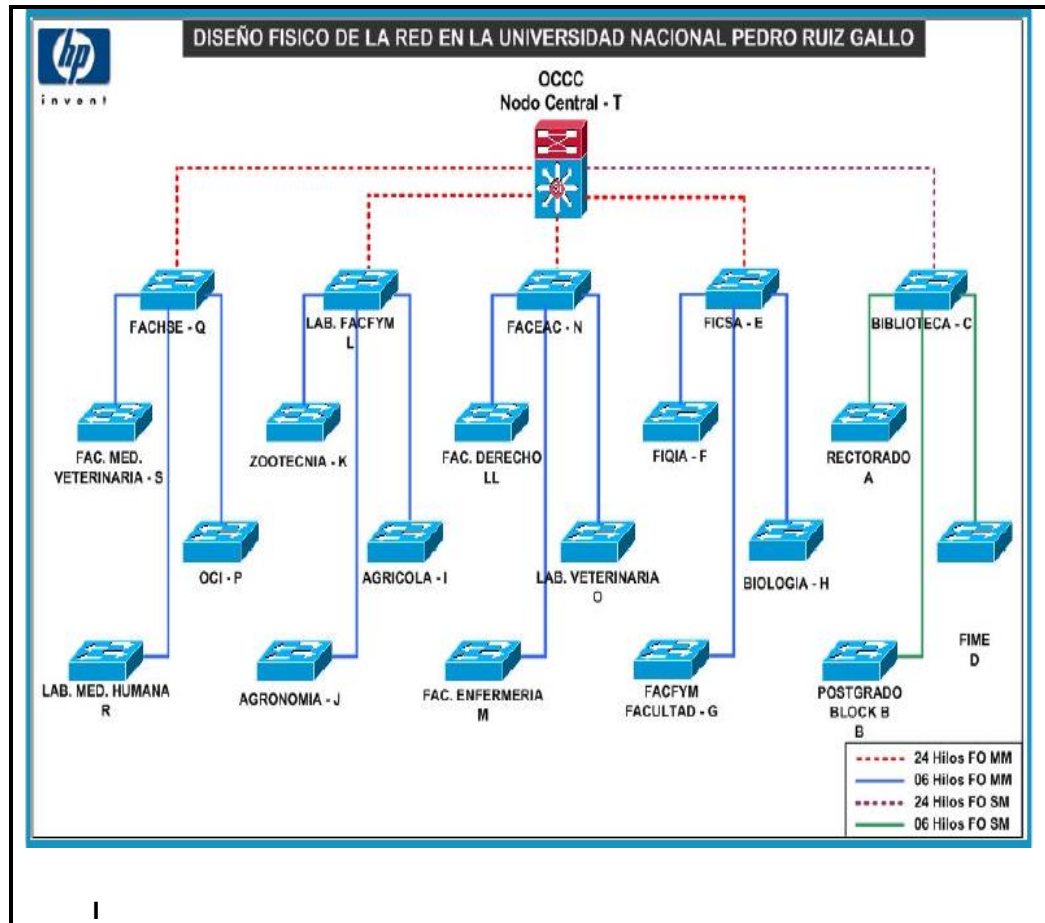 hp
invent
DISEÑO FISICO DE LA RED EN LA UNIVERSIDAD NACIONAL PEDRO RUIZ GALLO
OCCC
Nodo Central - T
FACHSE - Q
LAB. FACFYM
L
FACEAC - N
FICSA - E
BIBLIOTECA - C
FAC. MED.
VETERINARIA - S
ZOOTECNIA - K
FAC. DERECHO
LL
FIQIA - F
RECTORADO
A
OCI - P
AGRICOLA - I
LAB. VETERINARIA
O
BIOLOGIA - H
FIME
D
LAB. MED. HUMANA
R
AGRONOMIA - J
FAC. ENFERMERIA
M
FACFYM
FACULTAD - G
POSTGRADO
BLOCK B
B
24 Hilos FO MM
06 Hilos FO MM
24 Hilos FO SM
06 Hilos FO SM
I